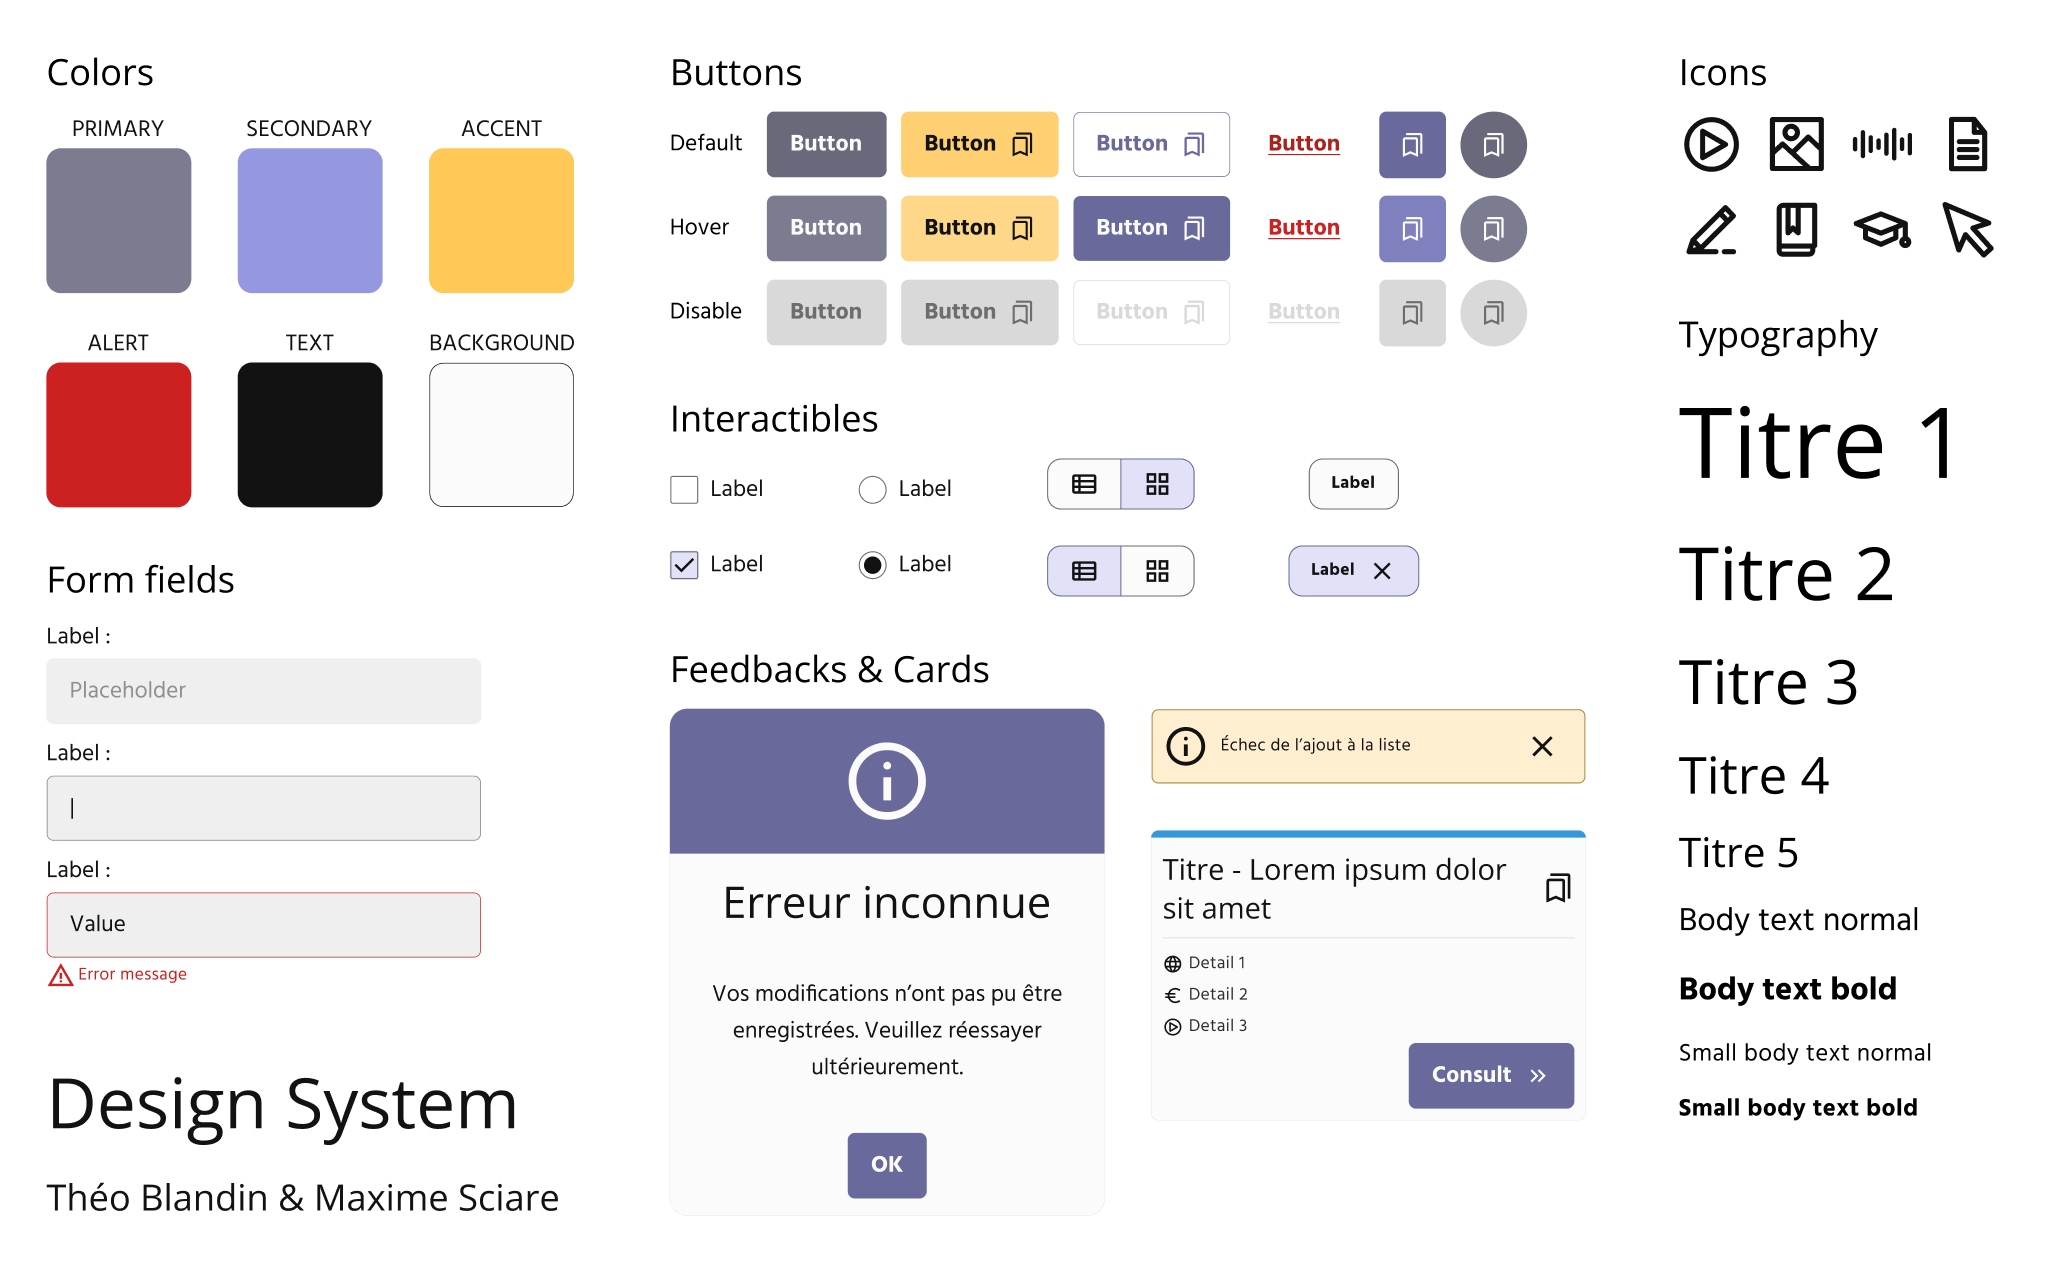 Colors
PRIMARY
SECONDARY
ACCENT
ALERT
TEXT
BACKGROUND
Form fields
Label :
Placeholder
Label :
|
Label :
Value
Error message
Design System
Théo Blandin & Maxime Sciare
Buttons
Default
Button
Button
Button
Button
Hover
Button
Button
Button
Button
Disable
Button
Button
Button
Button
Interactibles
Label
Label
Label
Label
Label
Label
Feedbacks & Cards
Erreur inconnue
Vos modifications n’ont pas pu être
enregistrées. Veuillez réessayer
ultérieurement.
OK
Échec de l’ajout à la liste
Titre - Lorem ipsum dolor
sit amet
Detail 1
Detail 2
Detail 3
Consult
Icons
Typography
Titre 1
Titre 2
Titre 3
Titre 4
Titre 5
Body text normal
Body text bold
Small body text normal
Small body text bold